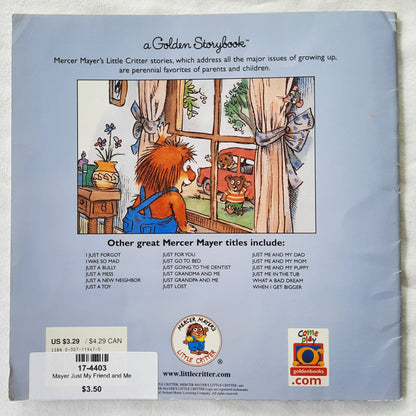 a Golden Storybook™
Mercer Mayer's Little Critter stories, which address all the major issues of growing up,
are perennial favorites of parents and children.
Other great Mercer Mayer titles include:
I JUST FORGOT
I WAS SO MAD
JUST A BULLY
JUST A MESS
JUST A NEW NEIGHBOR
JUST A TOY
JUST FOR YOU
JUST GO TO BED
JUST GOING TO THE DENTIST
JUST GRANDMA AND ME
JUST GRANDPA AND ME
JUST LOST
JUST ME AND MY DAD
JUST ME AND MY MOM
JUST ME AND MY PUPPY
JUST ME IN THE TUB
WHAT A BAD DREAM
WHEN I GET BIGGER
US $3.29 / $4.29 CAN
ISBN 0-307-11947-5
17-4403
Mayer Just My Friend and Me
$3.50
MERCER MAYER'S
LITTLE CRITTER
www.littlecritter.com
come
play
goldenbooks
.com